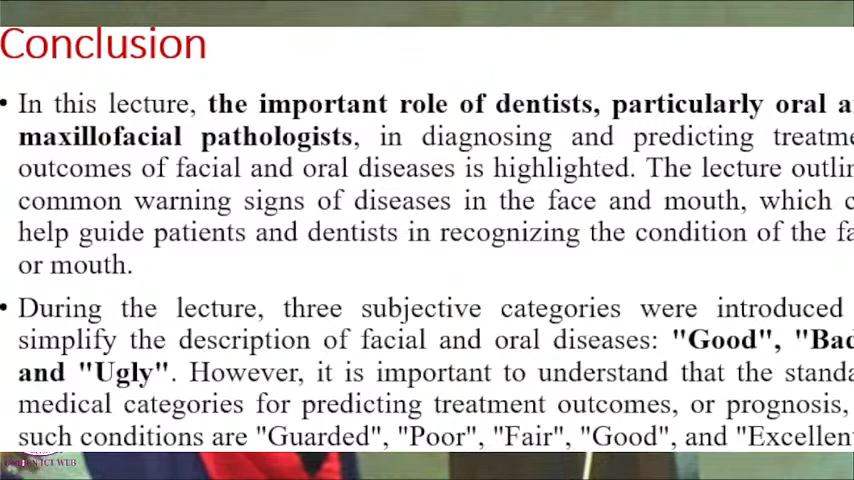 Conclusion
• In this lecture, the important role of dentists, particularly oral
maxillofacial pathologists, in diagnosing and predicting
outcomes of facial and oral diseases is highlighted. The lecture
common warning signs of diseases in the face and mouth, which
help guide patients and dentists in recognizing the condition of the
or mouth.
• During the lecture, three subjective categories were introduced
simplify the description of facial and oral diseases: "Good", "Bad
and "Ugly". However, it is important to understand that the
medical categories for predicting treatment outcomes, or prognosis,
such conditions are "Guarded", "Poor", "Fair", "Good", and "Excellent
ICT WEB